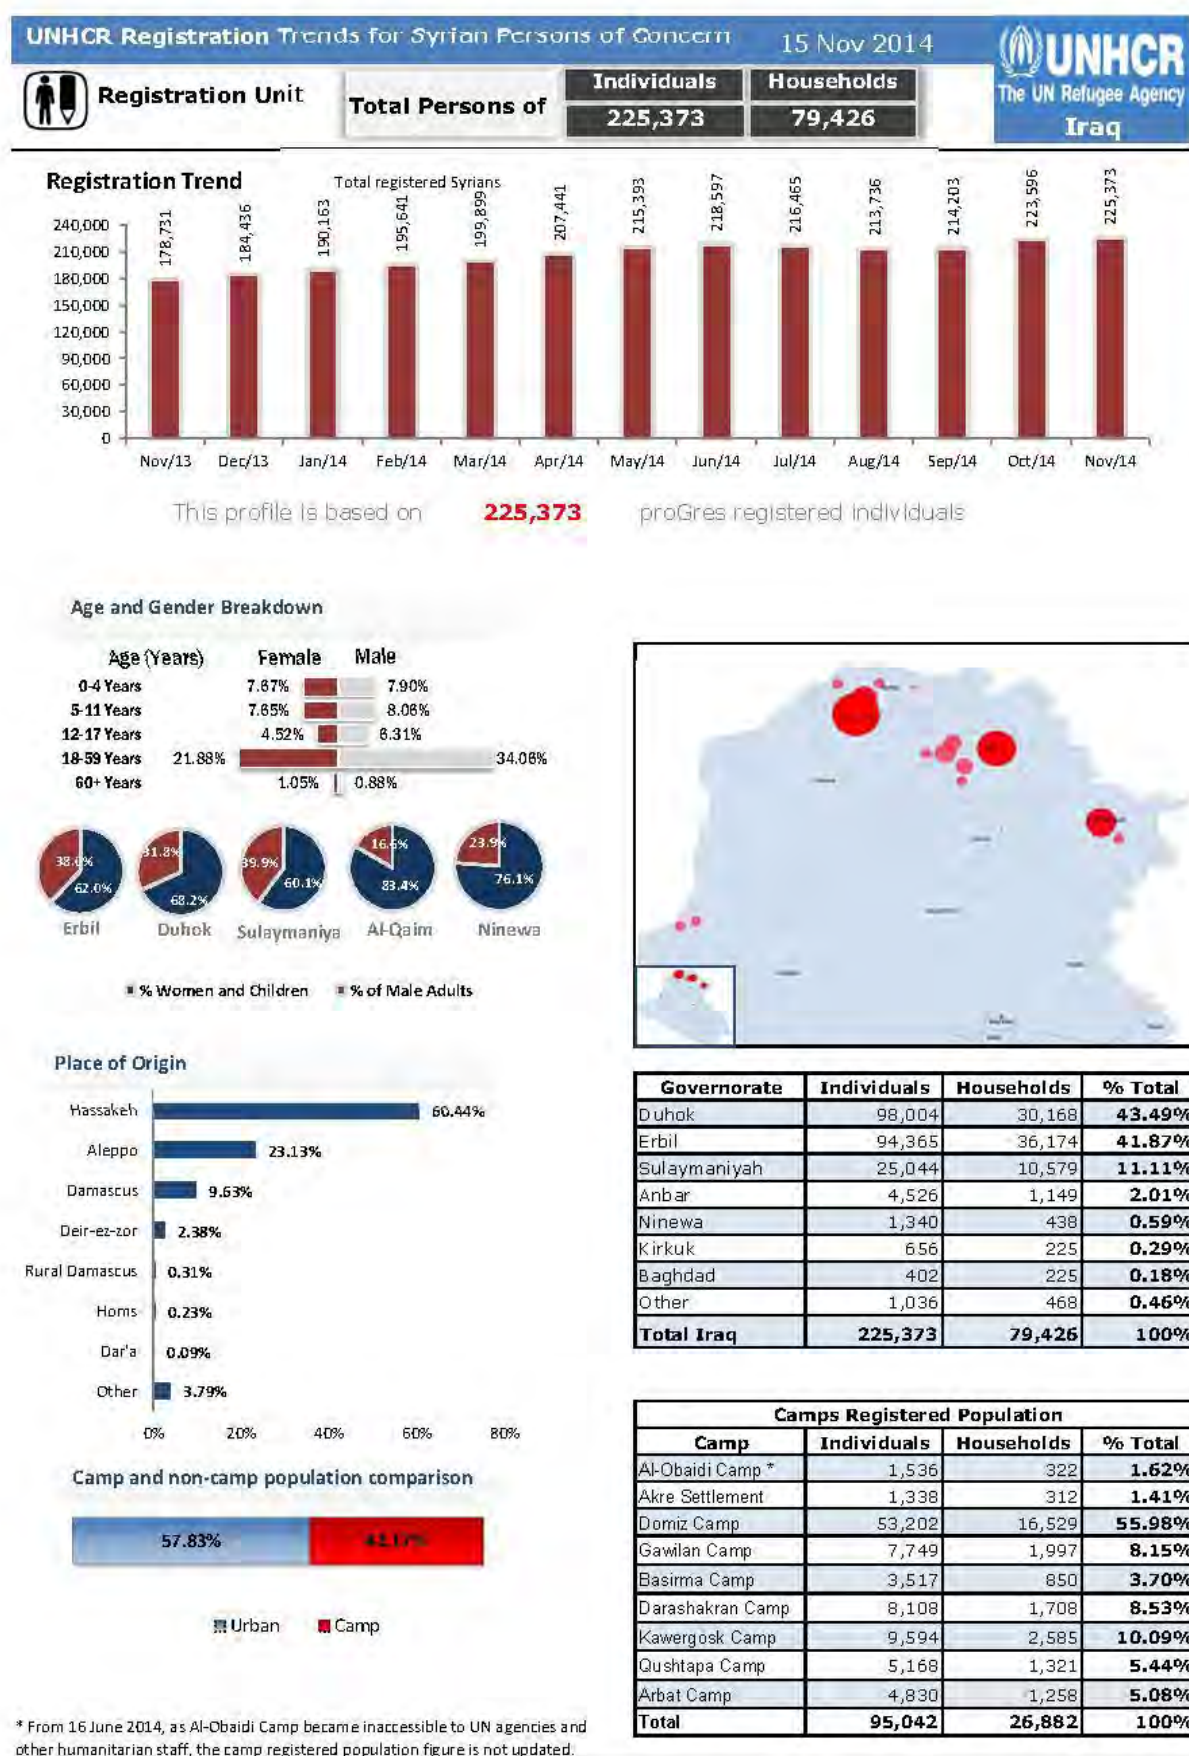 UNHCR Registration Trends for Syrian Persons of Concern 15 Nov 2014
UNHCR
The UN Refugee Agency
Iraq
Registration Unit
Total Persons of
Individuals Households
225,373 79,426
Registration Trend
Total registered Syrians
178,731 184,436 190,163 195,641 199,899 207,441 215,393 218,597 216,465 213,736 214,203 223,596 225,373
240,000
210,000
180,000
150,000
120,000
90,000
60,000
30,000
0
Nov/13 Dec/13 Jan/14 Feb/14 Mar/14 Apr/14 May/14 Jun/14 Jul/14 Aug/14 Sep/14 Oct/14 Nov/14
This profile is based on 225,373 proGres registered individuals
Age and Gender Breakdown
Age (Years) Female Male
0-4 Years 7.67% 7.90%
5-11 Years 7.65% 8.06%
12-17 Years 4.52% 6.31%
18-59 Years 21.88% 34.06%
60+ Years 1.05% 0.88%
38.0% 62.0%
31.8% 68.2%
39.9% 60.1%
16.6% 83.4%
23.9% 76.1%
Erbil Duhok Sulaymaniya Al-Qaim Ninewa
% Women and Children % of Male Adults
Place of Origin
Hassakeh 60.44%
Aleppo 23.13%
Damascus 9.63%
Deir-ez-zor 2.38%
Rural Damascus 0.31%
Homs 0.23%
Dar'a 0.09%
Other 3.79%
0% 20% 40% 60% 80%
Camp and non-camp population comparison
57.83% 42.17%
Urban Camp
* From 16 June 2014, as Al-Obaidi Camp became inaccessible to UN agencies and
other humanitarian staff, the camp registered population figure is not updated.
Governorate Individuals Households % Total
Duhok 98,004 30,168 43.49%
Erbil 94,365 36,174 41.87%
Sulaymaniyah 25,044 10,579 11.11%
Anbar 4,526 1,149 2.01%
Ninewa 1,340 438 0.59%
Kirkuk 656 225 0.29%
Baghdad 402 225 0.18%
Other 1,036 468 0.46%
Total Iraq 225,373 79,426 100%
Camps Registered Population
Camp Individuals Households % Total
Al-Obaidi Camp * 1,536 322 1.62%
Akre Settlement 1,338 312 1.41%
Domiz Camp 53,202 16,529 55.98%
Gawilan Camp 7,749 1,997 8.15%
Basirma Camp 3,517 850 3.70%
Darashakran Camp 8,108 1,708 8.53%
Kawergosk Camp 9,594 2,585 10.09%
Qushtapa Camp 5,168 1,321 5.44%
Arbat Camp 4,830 1,258 5.08%
Total 95,042 26,882 100%